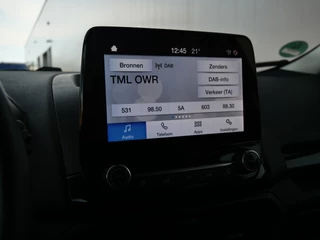 12:45 21°
Bronnen DAB Zenders
TML OWR
DAB-info
Verkeer (TA)
531 98.50 5A 603 89.30
Audio Telefoon Apps Instellingen